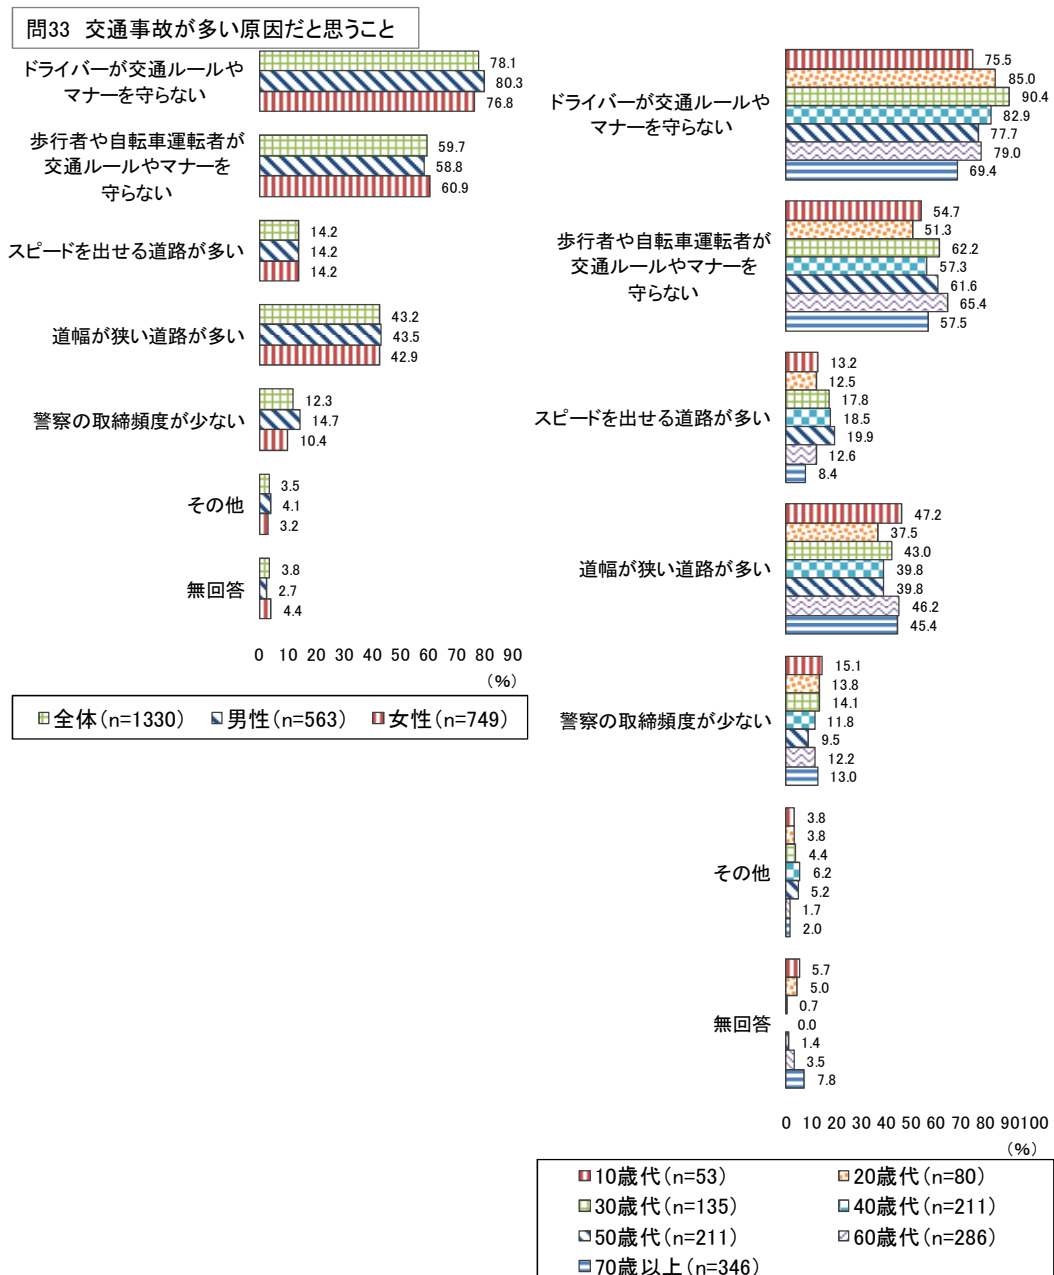 問33 交通事故が多い原因だと思うこと
ドライバーが交通ルールや
マナーを守らない
78.1
80.3
76.8
歩行者や自転車運転者が
交通ルールやマナーを
守らない
59.7
58.8
60.9
スピードを出せる道路が多い
14.2
14.2
14.2
道幅が狭い道路が多い
43.2
43.5
42.9
警察の取締頻度が少ない
12.3
14.7
10.4
その他
3.5
4.1
3.2
無回答
3.8
2.7
4.4
0 10 20 30 40 50 60 70 80 90
(%)
全体(n=1330) 男性(n=563) 女性(n=749)
ドライバーが交通ルールや
マナーを守らない
75.5
85.0
90.4
82.9
77.7
79.0
69.4
歩行者や自転車運転者が
交通ルールやマナーを
守らない
54.7
51.3
62.2
57.3
61.6
65.4
57.5
スピードを出せる道路が多い
13.2
12.5
17.8
18.5
19.9
12.6
8.4
道幅が狭い道路が多い
47.2
37.5
43.0
39.8
39.8
46.2
45.4
警察の取締頻度が少ない
15.1
13.8
14.1
11.8
9.5
12.2
13.0
その他
3.8
3.8
4.4
6.2
5.2
1.7
2.0
無回答
5.7
5.0
0.7
0.0
1.4
3.5
7.8
0 10 20 30 40 50 60 70 80 90100
(%)
10歳代(n=53) 20歳代(n=80)
30歳代(n=135) 40歳代(n=211)
50歳代(n=211) 60歳代(n=286)
70歳以上(n=346)